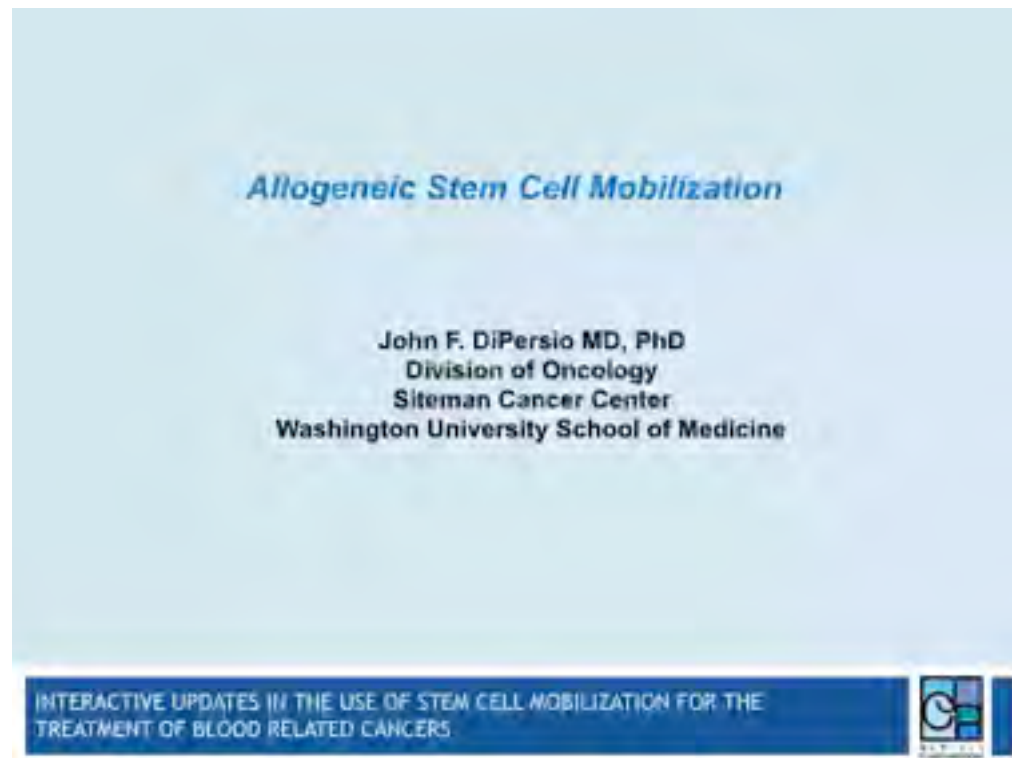 Allogeneic Stem Cell Mobilization
John F. DiPersio MD, PhD
Division of Oncology
Siteman Cancer Center
Washington University School of Medicine
INTERACTIVE UPDATES IN THE USE OF STEM CELL MOBILIZATION FOR THE
TREATMENT OF BLOOD RELATED CANCERS